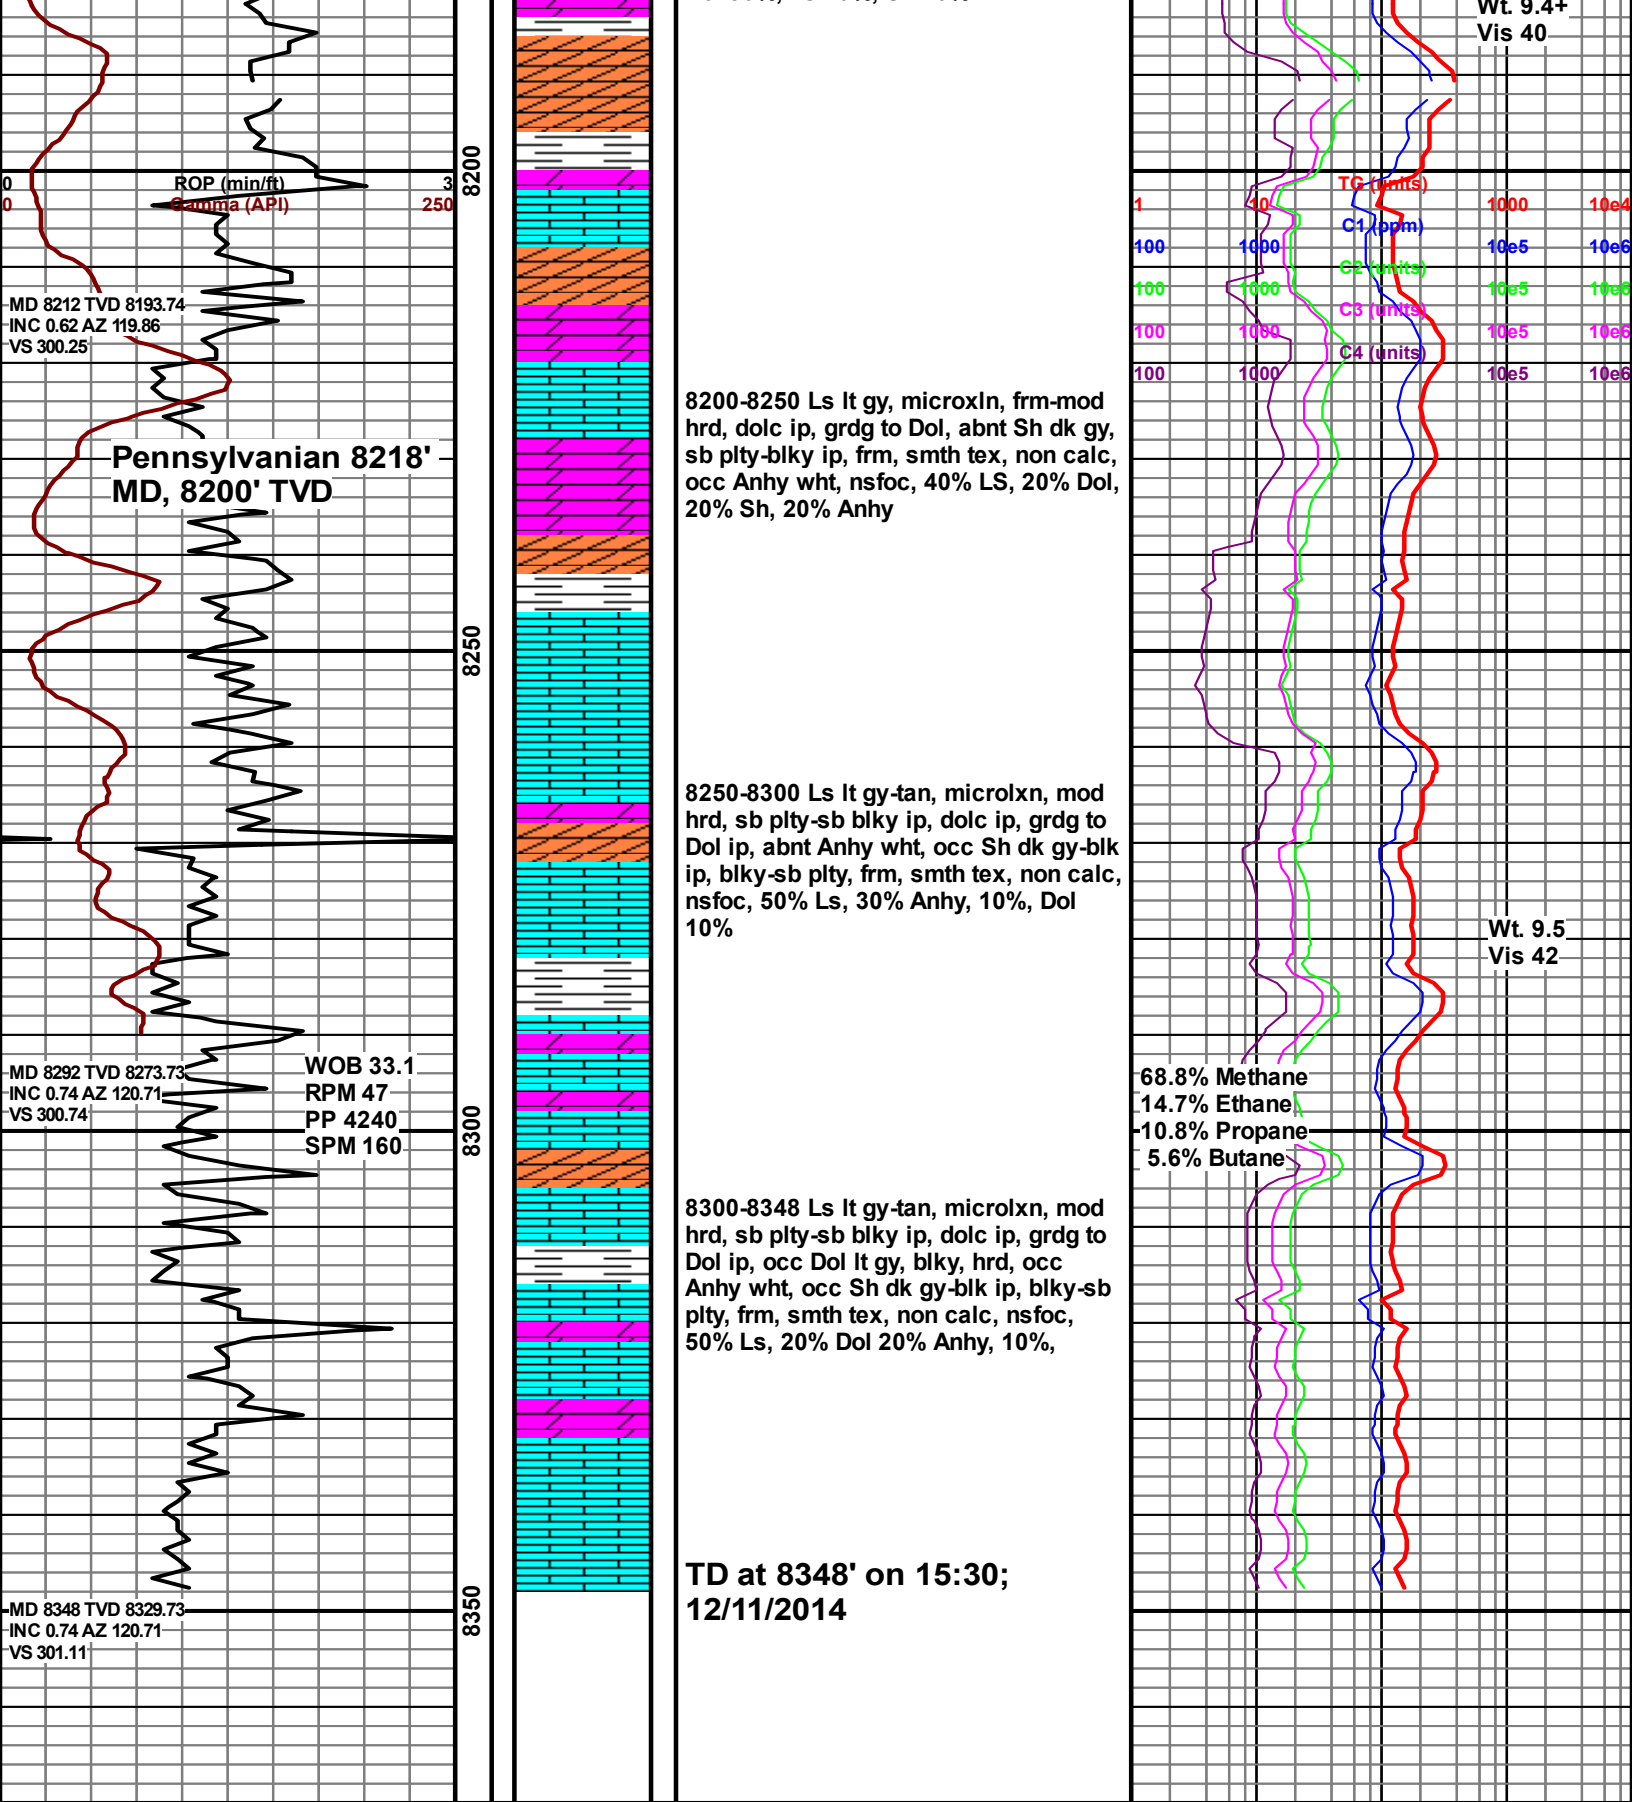 Wt. 9.4+
Vis 40
8200
0 ROP (min/ft) 3
0 Gamma (API) 250
TG (units)
1 10 1000 10e4
C1 (ppm)
100 1000 10e5 10e6
C2 (units)
100 1000 10e5 10e6
C3 (units)
100 1000 10e5 10e6
C4 (units)
100 1000 10e5 10e6
MD 8212 TVD 8193.74
INC 0.62 AZ 119.86
VS 300.25
Pennsylvanian 8218'
MD, 8200' TVD
8200-8250 Ls lt gy, microxln, frm-mod
hrd, dolc ip, grdg to Dol, abnt Sh dk gy,
sb plty-blky ip, frm, smth tex, non calc,
occ Anhy wht, nsfoc, 40% LS, 20% Dol,
20% Sh, 20% Anhy
8250
8250-8300 Ls lt gy-tan, microlxn, mod
hrd, sb plty-sb blky ip, dolc ip, grdg to
Dol ip, abnt Anhy wht, occ Sh dk gy-blk
ip, blky-sb plty, frm, smth tex, non calc,
nsfoc, 50% Ls, 30% Anhy, 10%, Dol
10%
Wt. 9.5
Vis 42
MD 8292 TVD 8273.73
INC 0.74 AZ 120.71
VS 300.74
WOB 33.1
RPM 47
PP 4240
SPM 160
8300
68.8% Methane
14.7% Ethane
10.8% Propane
5.6% Butane
8300-8348 Ls lt gy-tan, microlxn, mod
hrd, sb plty-sb blky ip, dolc ip, grdg to
Dol ip, occ Dol lt gy, blky, hrd, occ
Anhy wht, occ Sh dk gy-blk ip, blky-sb
plty, frm, smth tex, non calc, nsfoc,
50% Ls, 20% Dol 20% Anhy, 10%,
TD at 8348' on 15:30;
12/11/2014
8350
MD 8348 TVD 8329.73
INC 0.74 AZ 120.71
VS 301.11